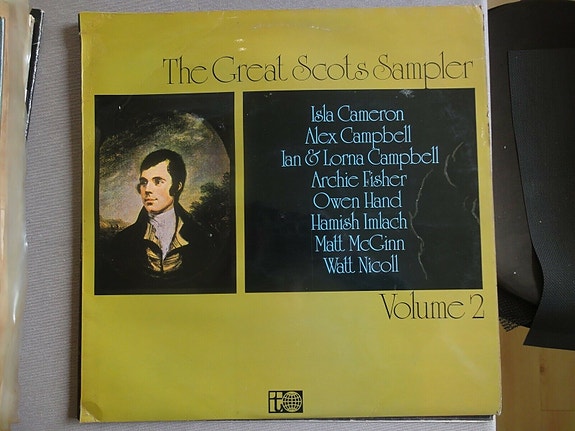 The Great Scots Sampler
Isla Cameron
Alex Campbell
Ian & Lorna Campbell
Archie Fisher
Owen Hand
Hamish Imlach
Matt McGinn
Watt Nicoll
Volume 2